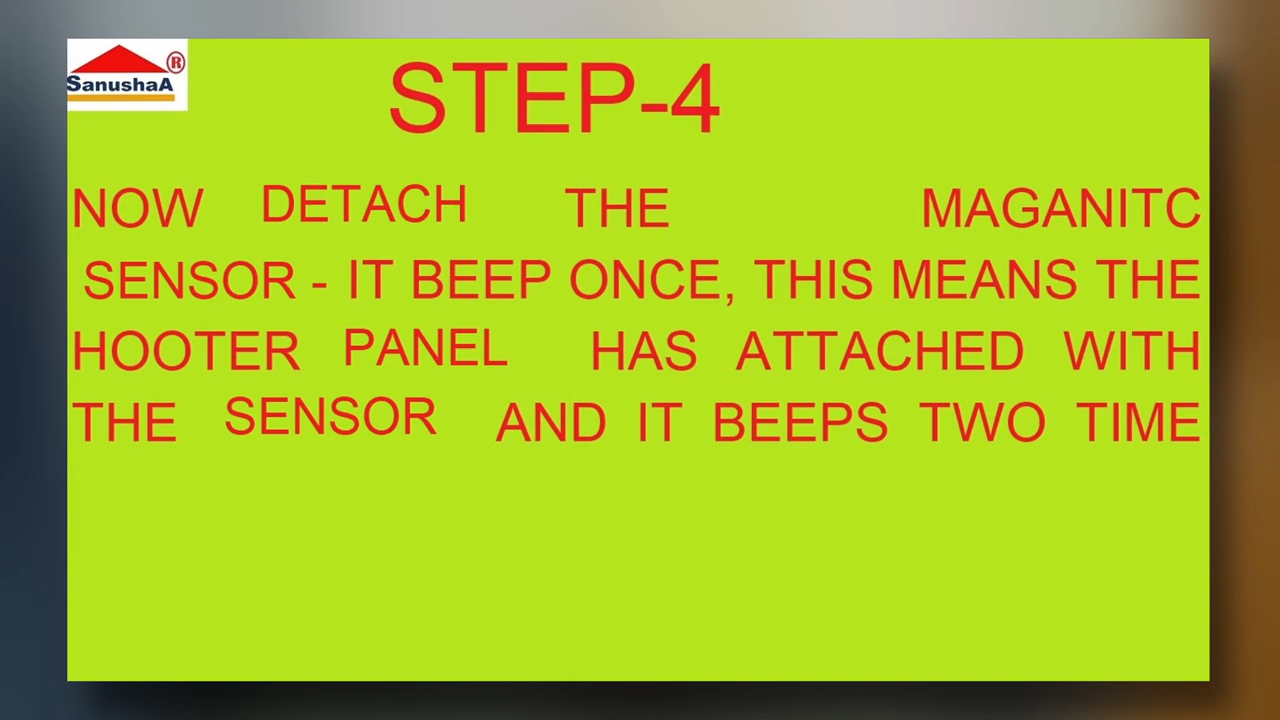 SanushaA ®
STEP-4
NOW DETACH THE MAGANITC
SENSOR - IT BEEP ONCE, THIS MEANS THE
HOOTER PANEL HAS ATTACHED WITH
THE SENSOR AND IT BEEPS TWO TIME